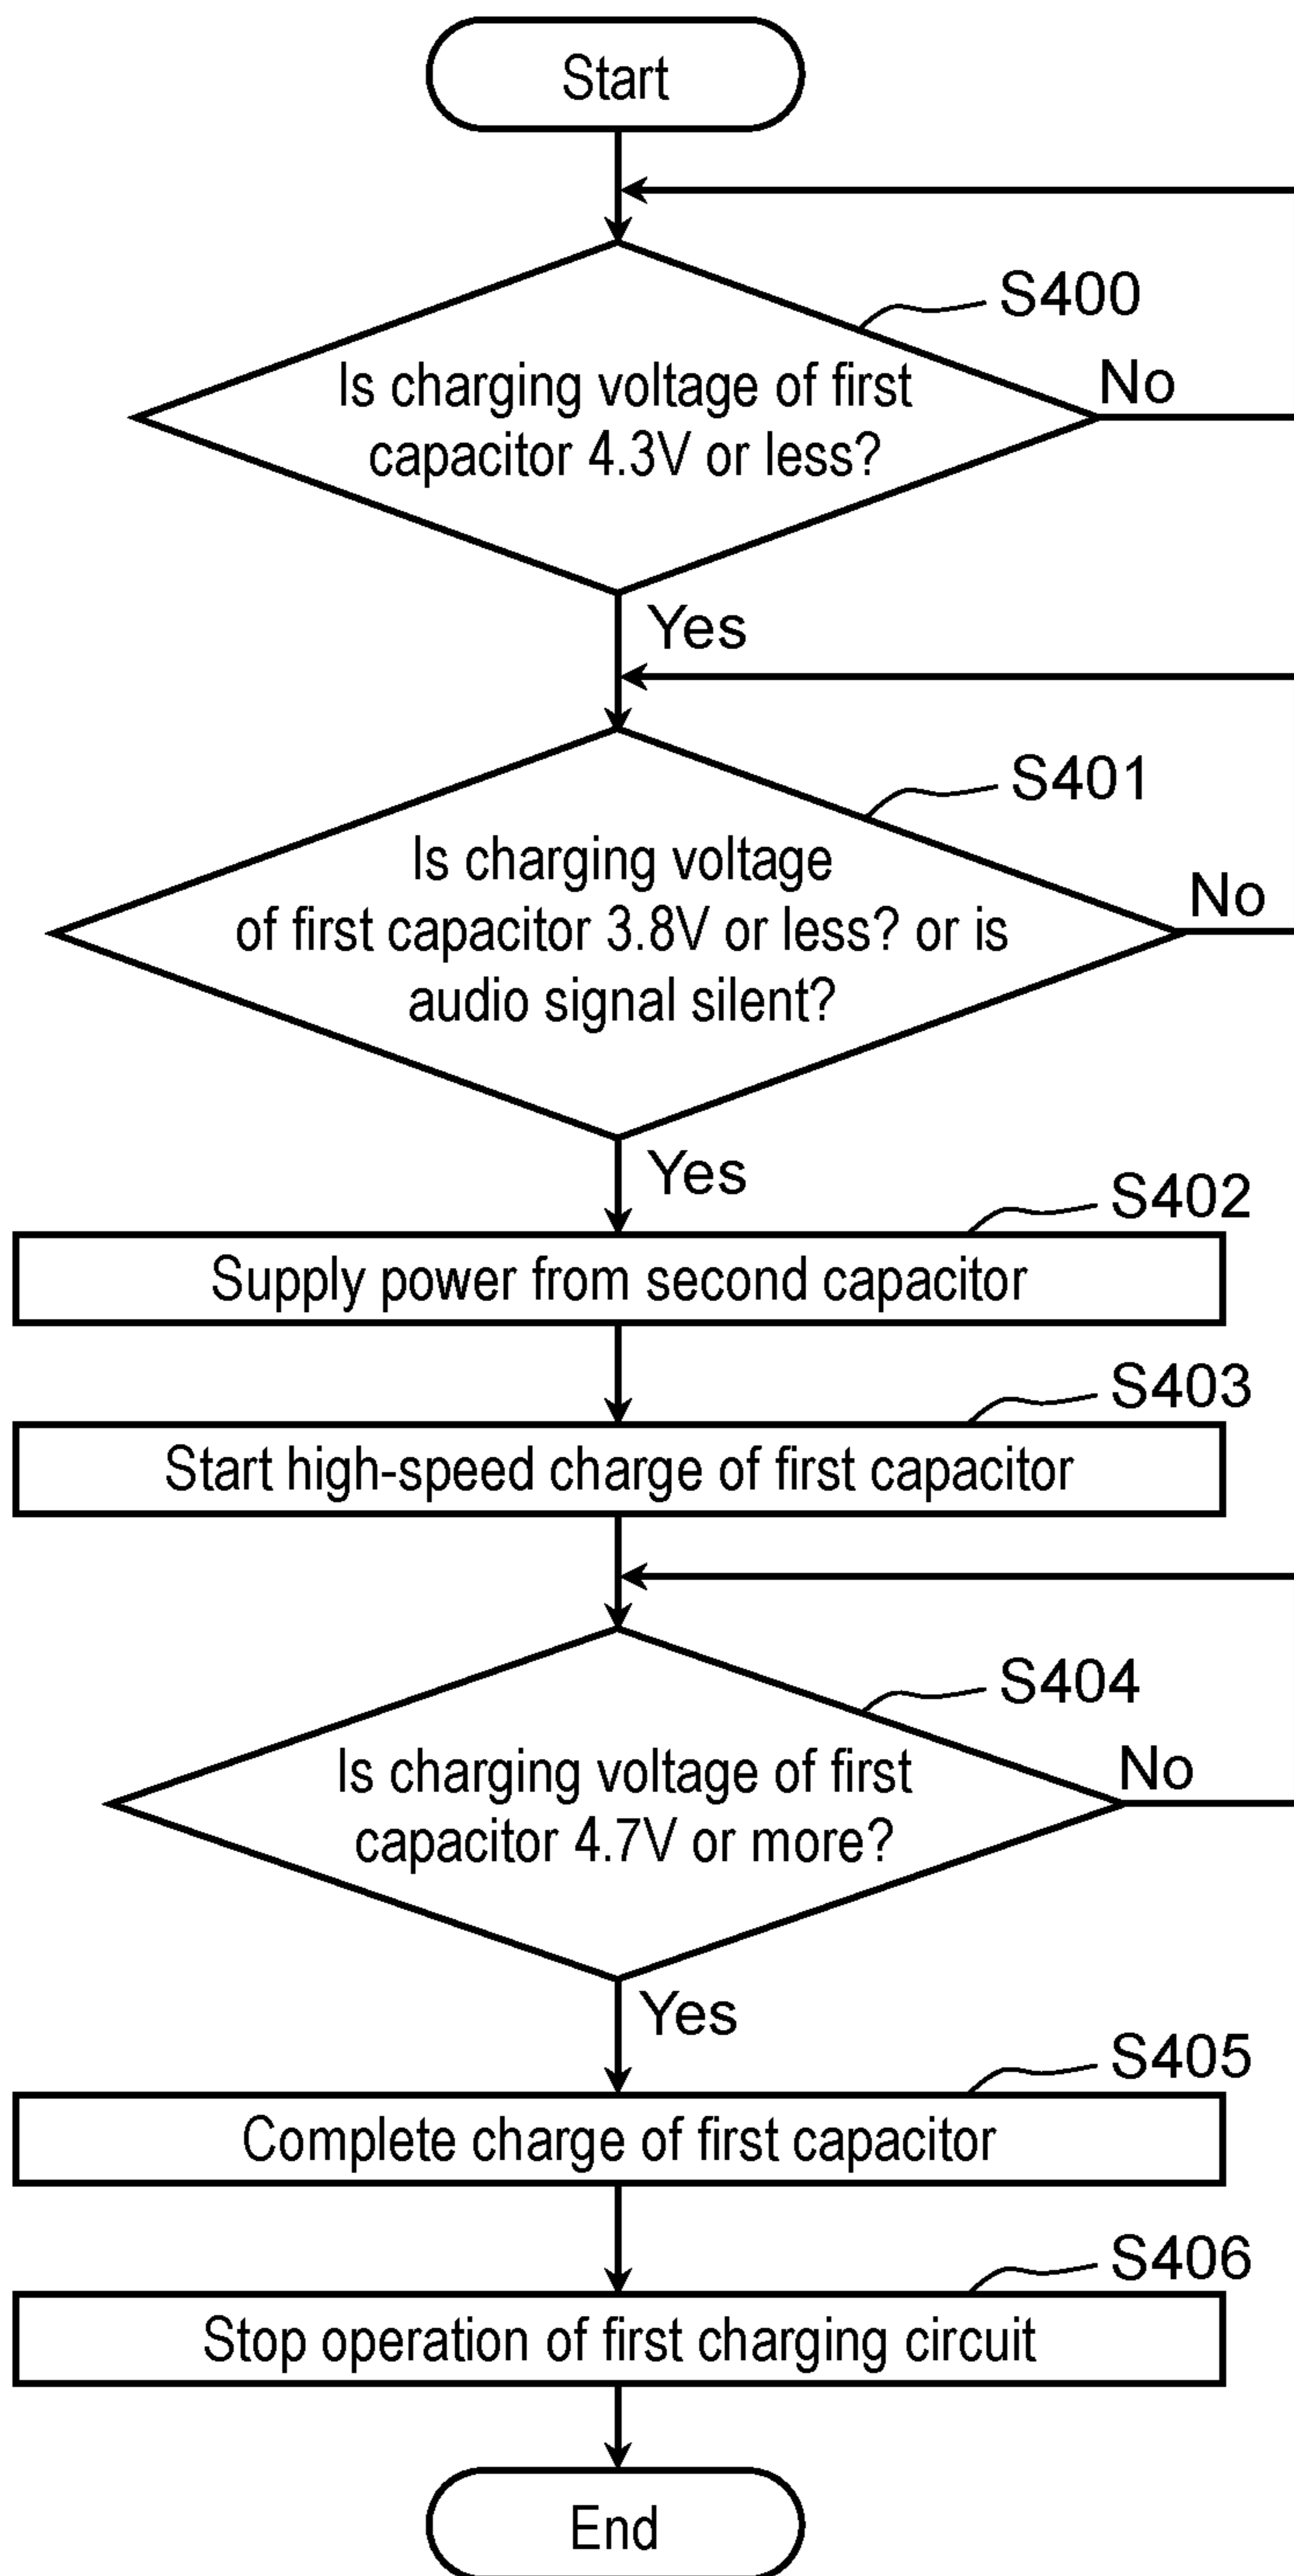 Start
S400
Is charging voltage of first
capacitor 4.3V or less?
No
Yes
S401
Is charging voltage
of first capacitor 3.8V or less? or is
audio signal silent?
No
Yes
S402
Supply power from second capacitor
S403
Start high-speed charge of first capacitor
S404
Is charging voltage of first
capacitor 4.7V or more?
No
Yes
S405
Complete charge of first capacitor
S406
Stop operation of first charging circuit
End